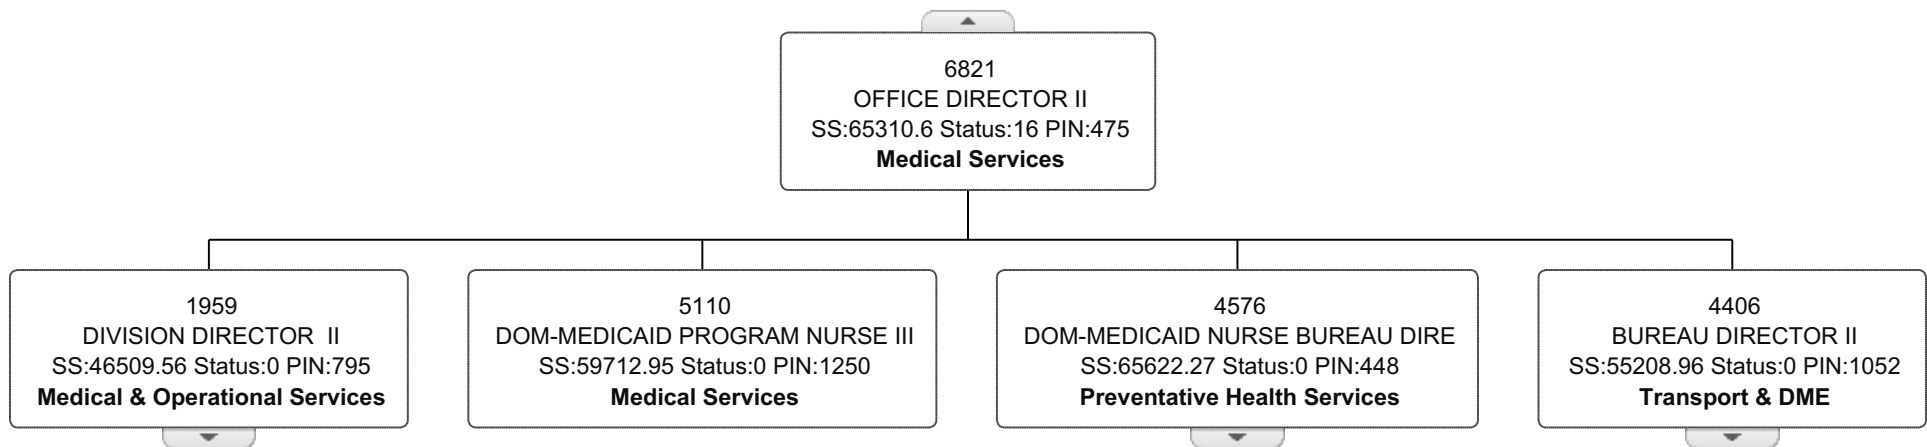 6821
OFFICE DIRECTOR II
SS:65310.6 Status:16 PIN:475
Medical Services
1959
DIVISION DIRECTOR  II
SS:46509.56 Status:0 PIN:795
Medical & Operational Services
5110
DOM-MEDICAID PROGRAM NURSE III
SS:59712.95 Status:0 PIN:1250
Medical Services
4576
DOM-MEDICAID NURSE BUREAU DIRE
SS:65622.27 Status:0 PIN:448
Preventative Health Services
4406
BUREAU DIRECTOR II
SS:55208.96 Status:0 PIN:1052
Transport & DME